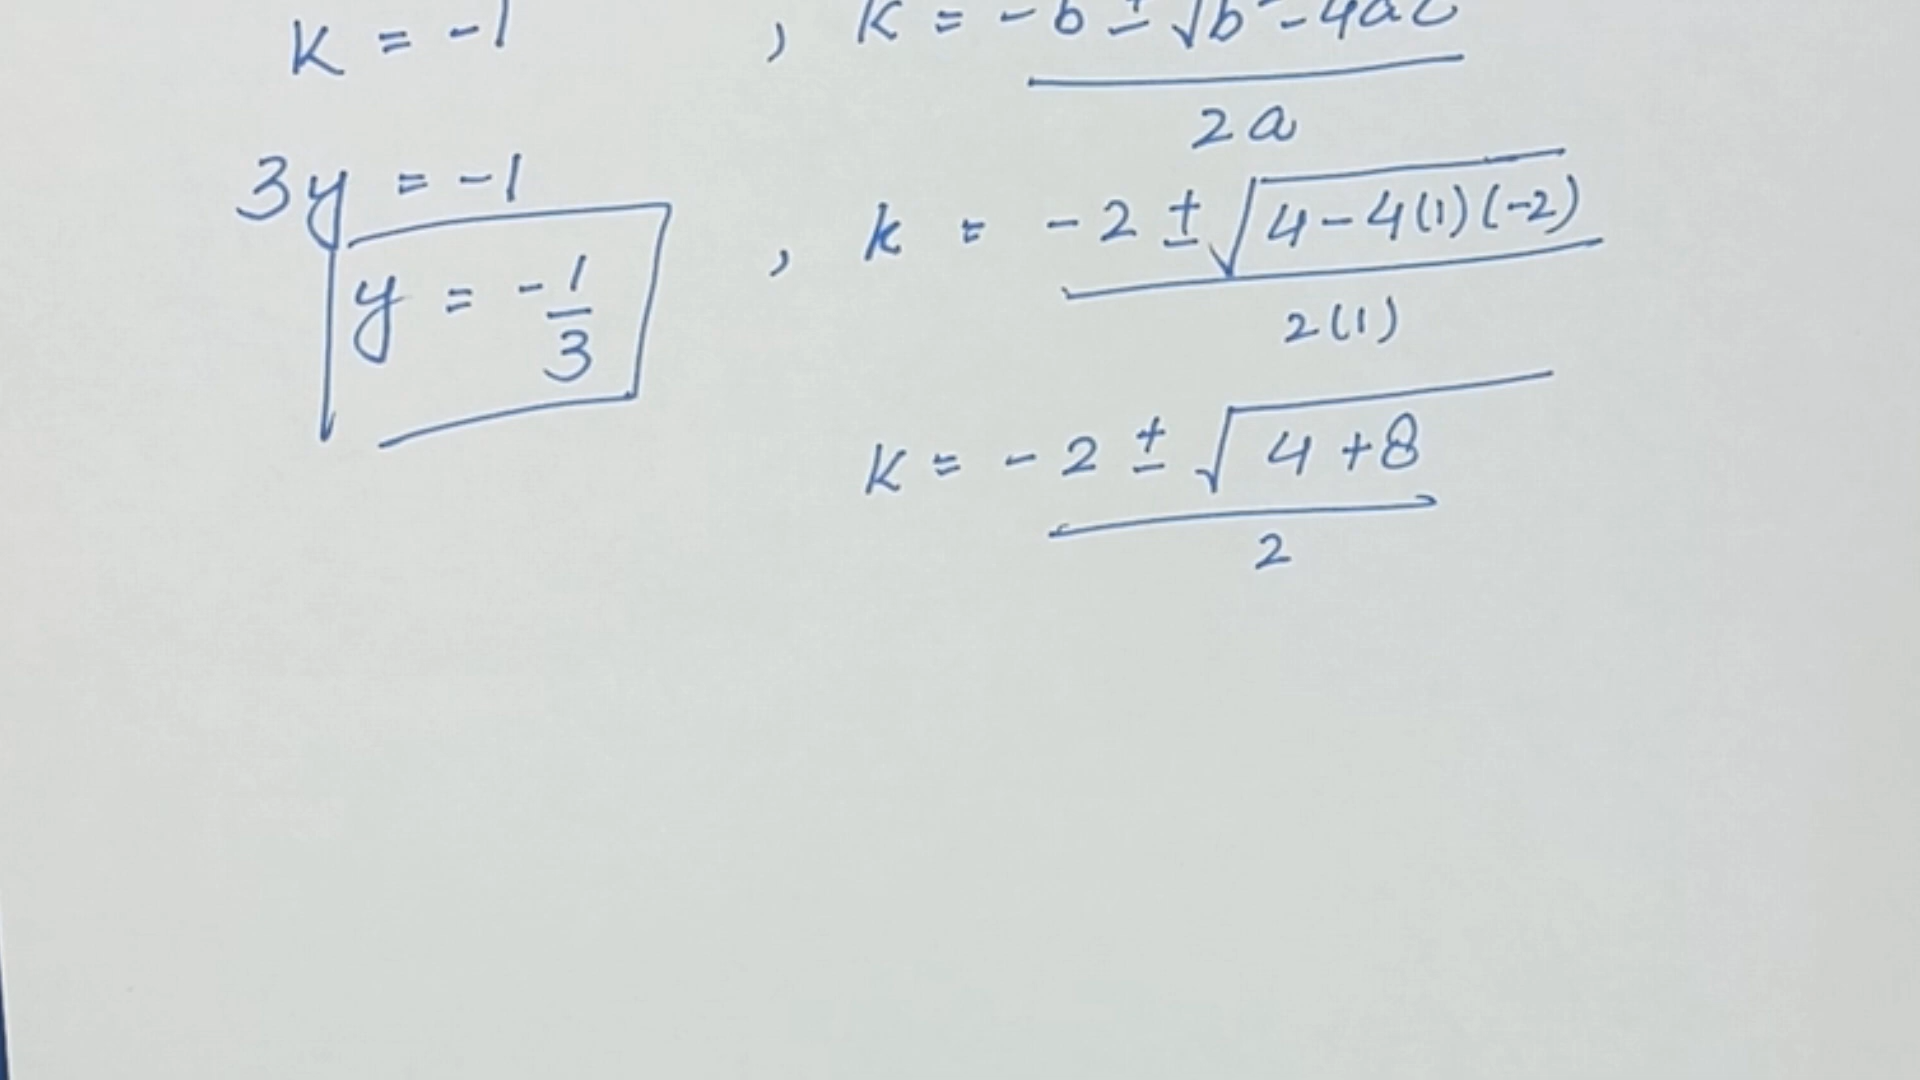 K = -1 , K = -b ± √b²-4ac
2a
3y = -1
, k = -2 ± √4-4(1)(-2)
2(1)
y = -1/3
K = -2 ± √4+8
2